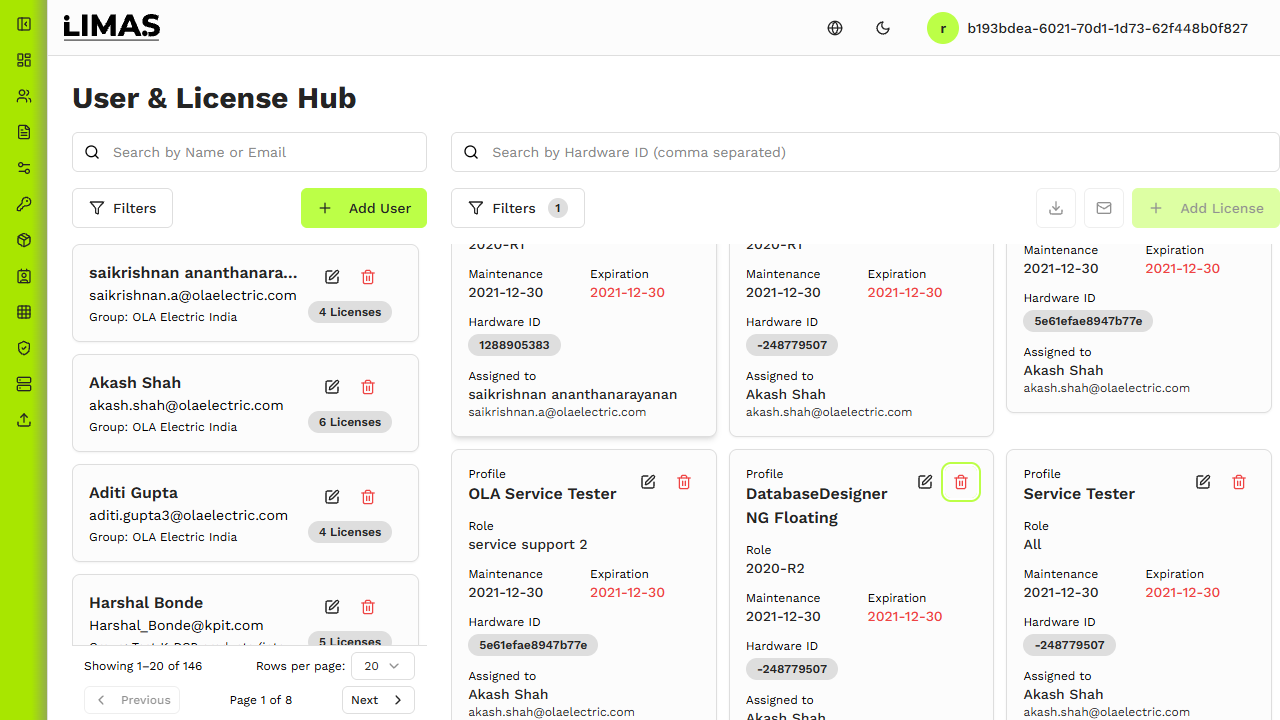 LIMAS
r
b193bdea-6021-70d1-1d73-62f448b0f827
User & License Hub
Search by Name or Email
Search by Hardware ID (comma separated)
Filters
Add User
Filters 1
Add License
saikrishnan ananthanara...
saikrishnan.a@olaelectric.com
Group: OLA Electric India
4 Licenses
Akash Shah
akash.shah@olaelectric.com
Group: OLA Electric India
6 Licenses
Aditi Gupta
aditi.gupta3@olaelectric.com
Group: OLA Electric India
4 Licenses
Harshal Bonde
Harshal_Bonde@kpit.com
5 Licenses
Showing 1–20 of 146
Rows per page: 20
Previous
Page 1 of 8
Next
2020-R1
Maintenance Expiration
2021-12-30 2021-12-30
Hardware ID
1288905383
Assigned to
saikrishnan ananthanarayanan
saikrishnan.a@olaelectric.com
2020-R1
Maintenance Expiration
2021-12-30 2021-12-30
Hardware ID
-248779507
Assigned to
Akash Shah
akash.shah@olaelectric.com
Maintenance Expiration
2021-12-30 2021-12-30
Hardware ID
5e61efae8947b77e
Assigned to
Akash Shah
akash.shah@olaelectric.com
Profile
OLA Service Tester
Role
service support 2
Maintenance Expiration
2021-12-30 2021-12-30
Hardware ID
5e61efae8947b77e
Assigned to
Akash Shah
akash.shah@olaelectric.com
Profile
DatabaseDesigner
NG Floating
Role
2020-R2
Maintenance Expiration
2021-12-30 2021-12-30
Hardware ID
-248779507
Assigned to
Akash Shah
Profile
Service Tester
Role
All
Maintenance Expiration
2021-12-30 2021-12-30
Hardware ID
-248779507
Assigned to
Akash Shah
akash.shah@olaelectric.com